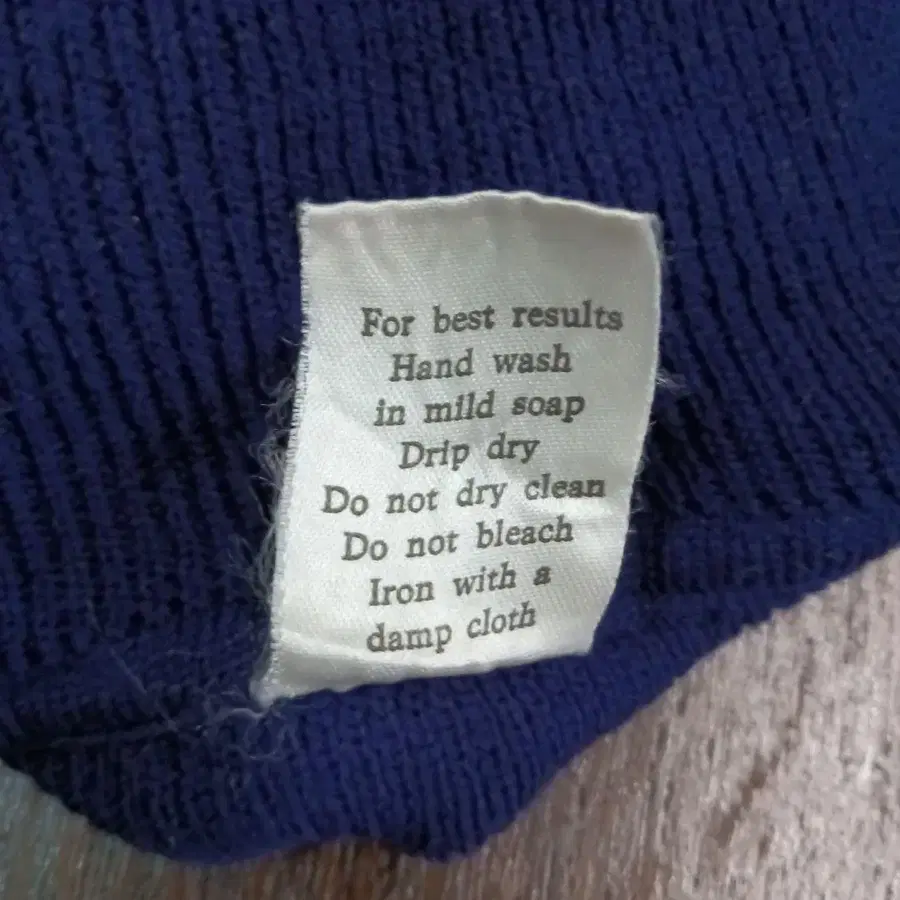 For best results
Hand wash
in mild soap
Drip dry
Do not dry clean
Do not bleach
Iron with a
damp cloth